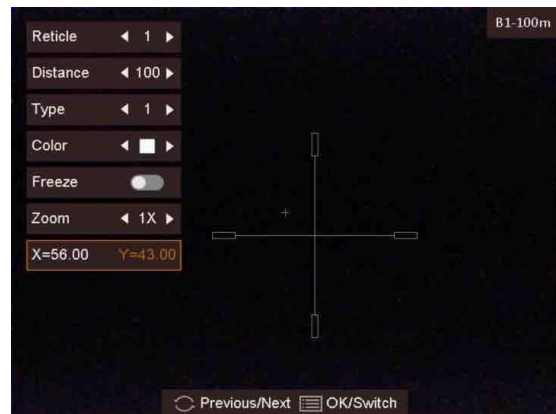 B1-100m
Reticle 1
Distance 100
Type 1
Color
Freeze
Zoom 1X
X=56.00 Y=43.00
Previous/Next OK/Switch